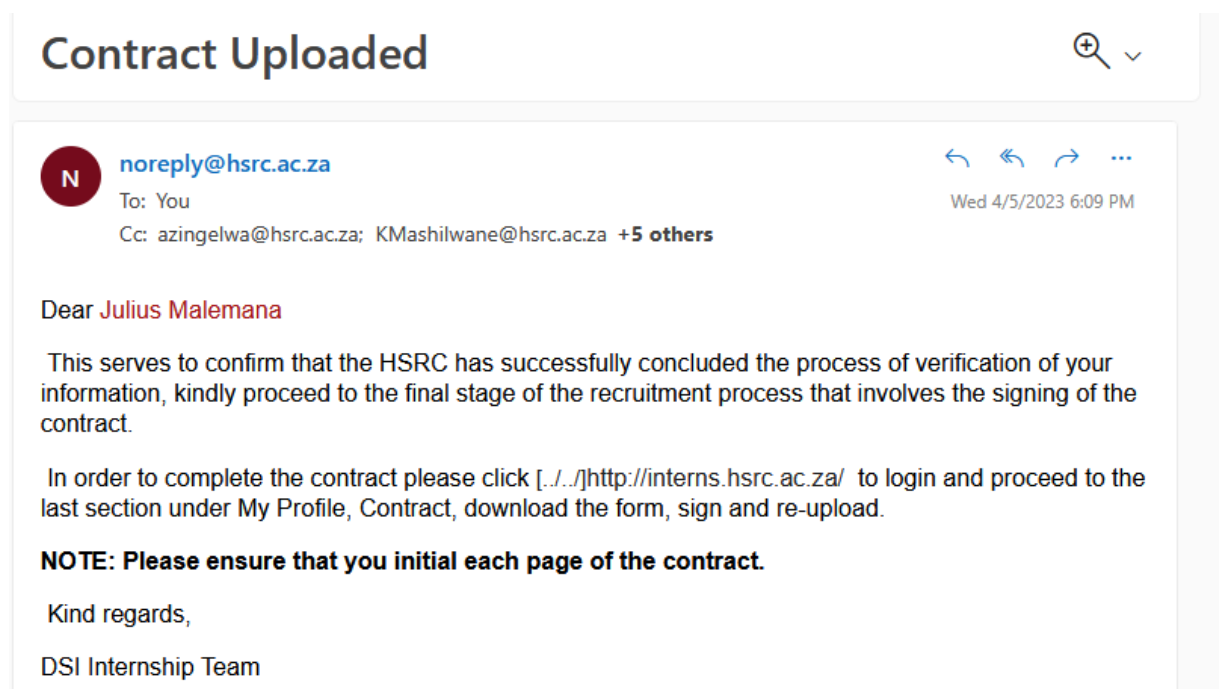 Contract Uploaded
N
noreply@hsrc.ac.za
To: You
Wed 4/5/2023 6:09 PM
Cc: azingelwa@hsrc.ac.za; KMashilwane@hsrc.ac.za +5 others
Dear Julius Malemana
This serves to confirm that the HSRC has successfully concluded the process of verification of your
information, kindly proceed to the final stage of the recruitment process that involves the signing of the
contract.
In order to complete the contract please click [../../]http://interns.hsrc.ac.za/ to login and proceed to the
last section under My Profile, Contract, download the form, sign and re-upload.
NOTE: Please ensure that you initial each page of the contract.
Kind regards,
DSI Internship Team